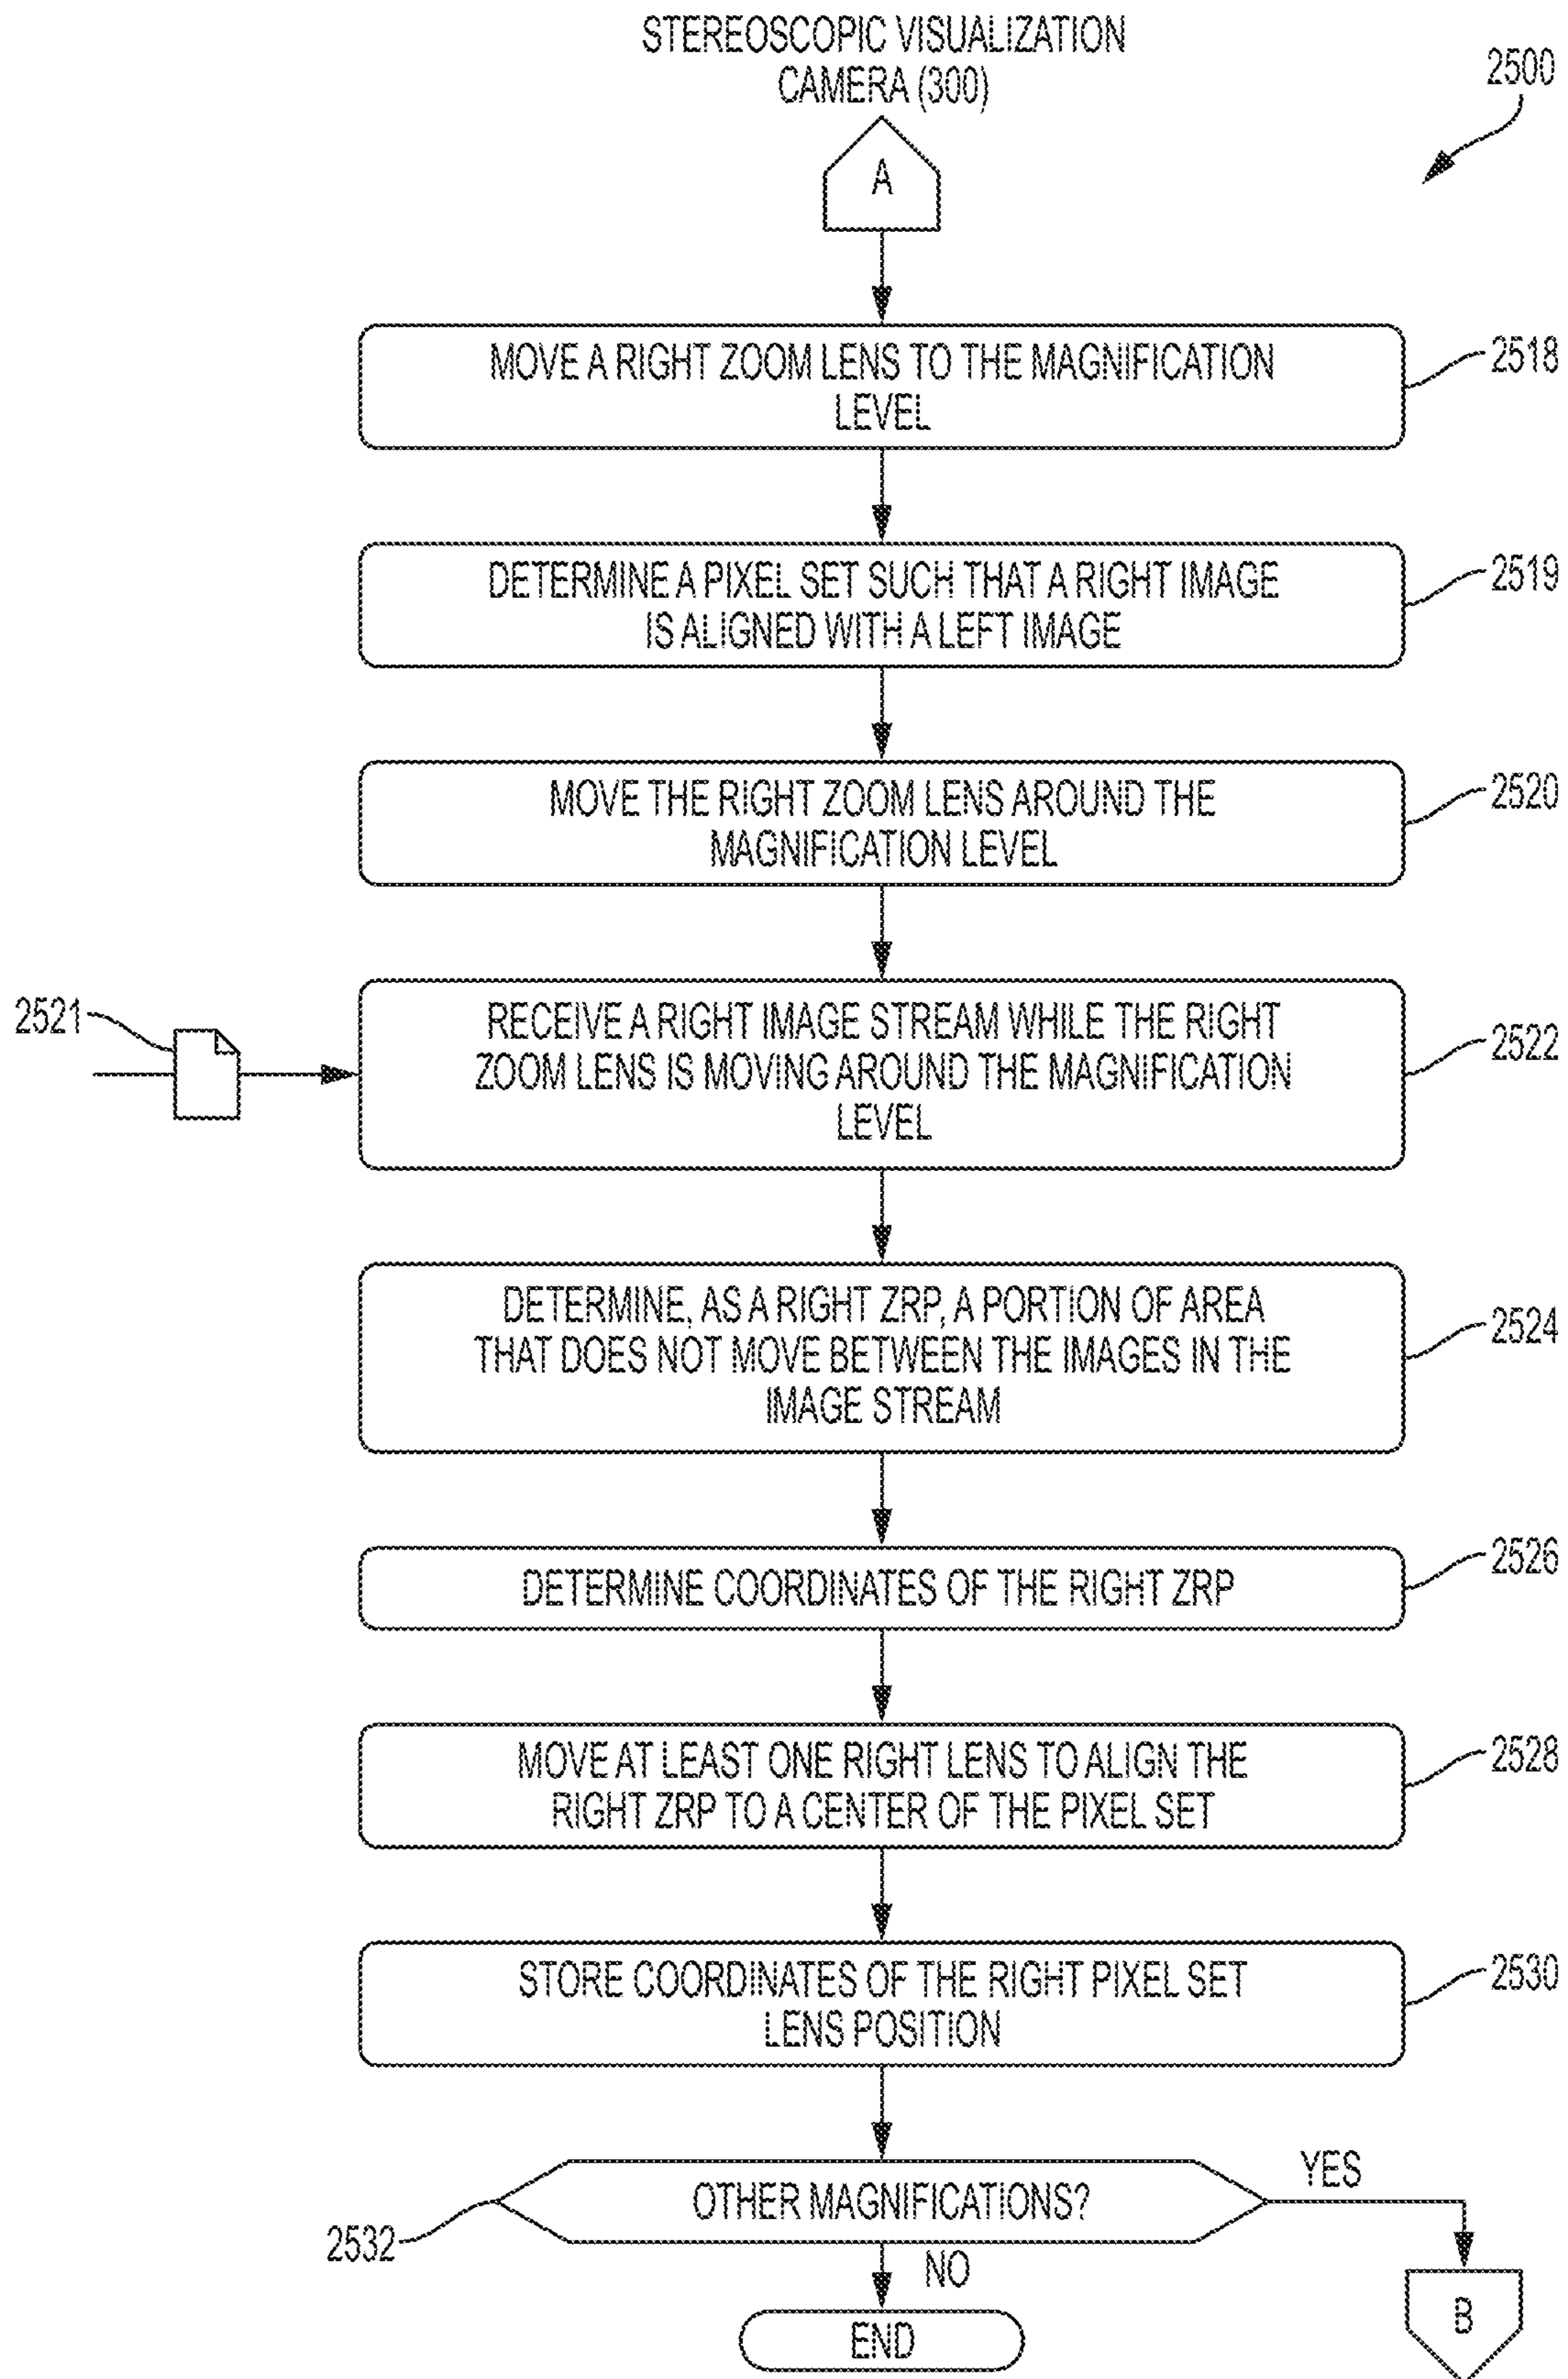 STEREOSCOPIC VISUALIZATION
CAMERA (300)
2500
A
MOVE A RIGHT ZOOM LENS TO THE MAGNIFICATION
LEVEL
2518
DETERMINE A PIXEL SET SUCH THAT A RIGHT IMAGE
IS ALIGNED WITH A LEFT IMAGE
2519
MOVE THE RIGHT ZOOM LENS AROUND THE
MAGNIFICATION LEVEL
2520
2521
RECEIVE A RIGHT IMAGE STREAM WHILE THE RIGHT
ZOOM LENS IS MOVING AROUND THE MAGNIFICATION
LEVEL
2522
DETERMINE, AS A RIGHT ZRP, A PORTION OF AREA
THAT DOES NOT MOVE BETWEEN THE IMAGES IN THE
IMAGE STREAM
2524
DETERMINE COORDINATES OF THE RIGHT ZRP
2526
MOVE AT LEAST ONE RIGHT LENS TO ALIGN THE
RIGHT ZRP TO A CENTER OF THE PIXEL SET
2528
STORE COORDINATES OF THE RIGHT PIXEL SET
LENS POSITION
2530
OTHER MAGNIFICATIONS?
YES
2532
NO
END
B